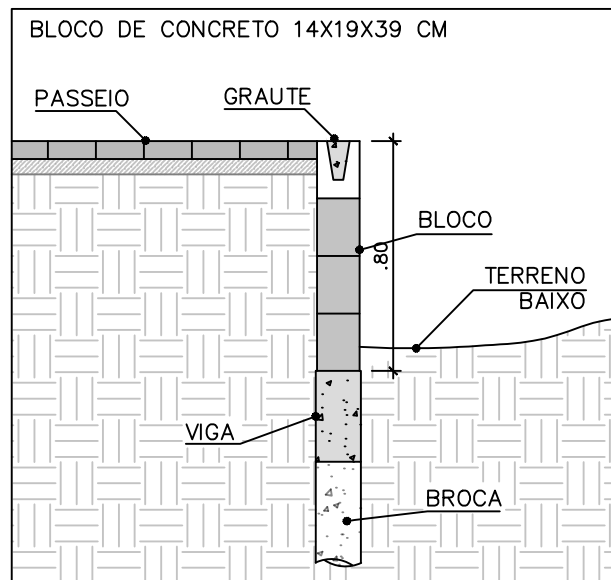 BLOCO DE CONCRETO 14X19X39 CM
PASSEIO
GRAUTE
BLOCO
.80
TERRENO
BAIXO
VIGA
BROCA